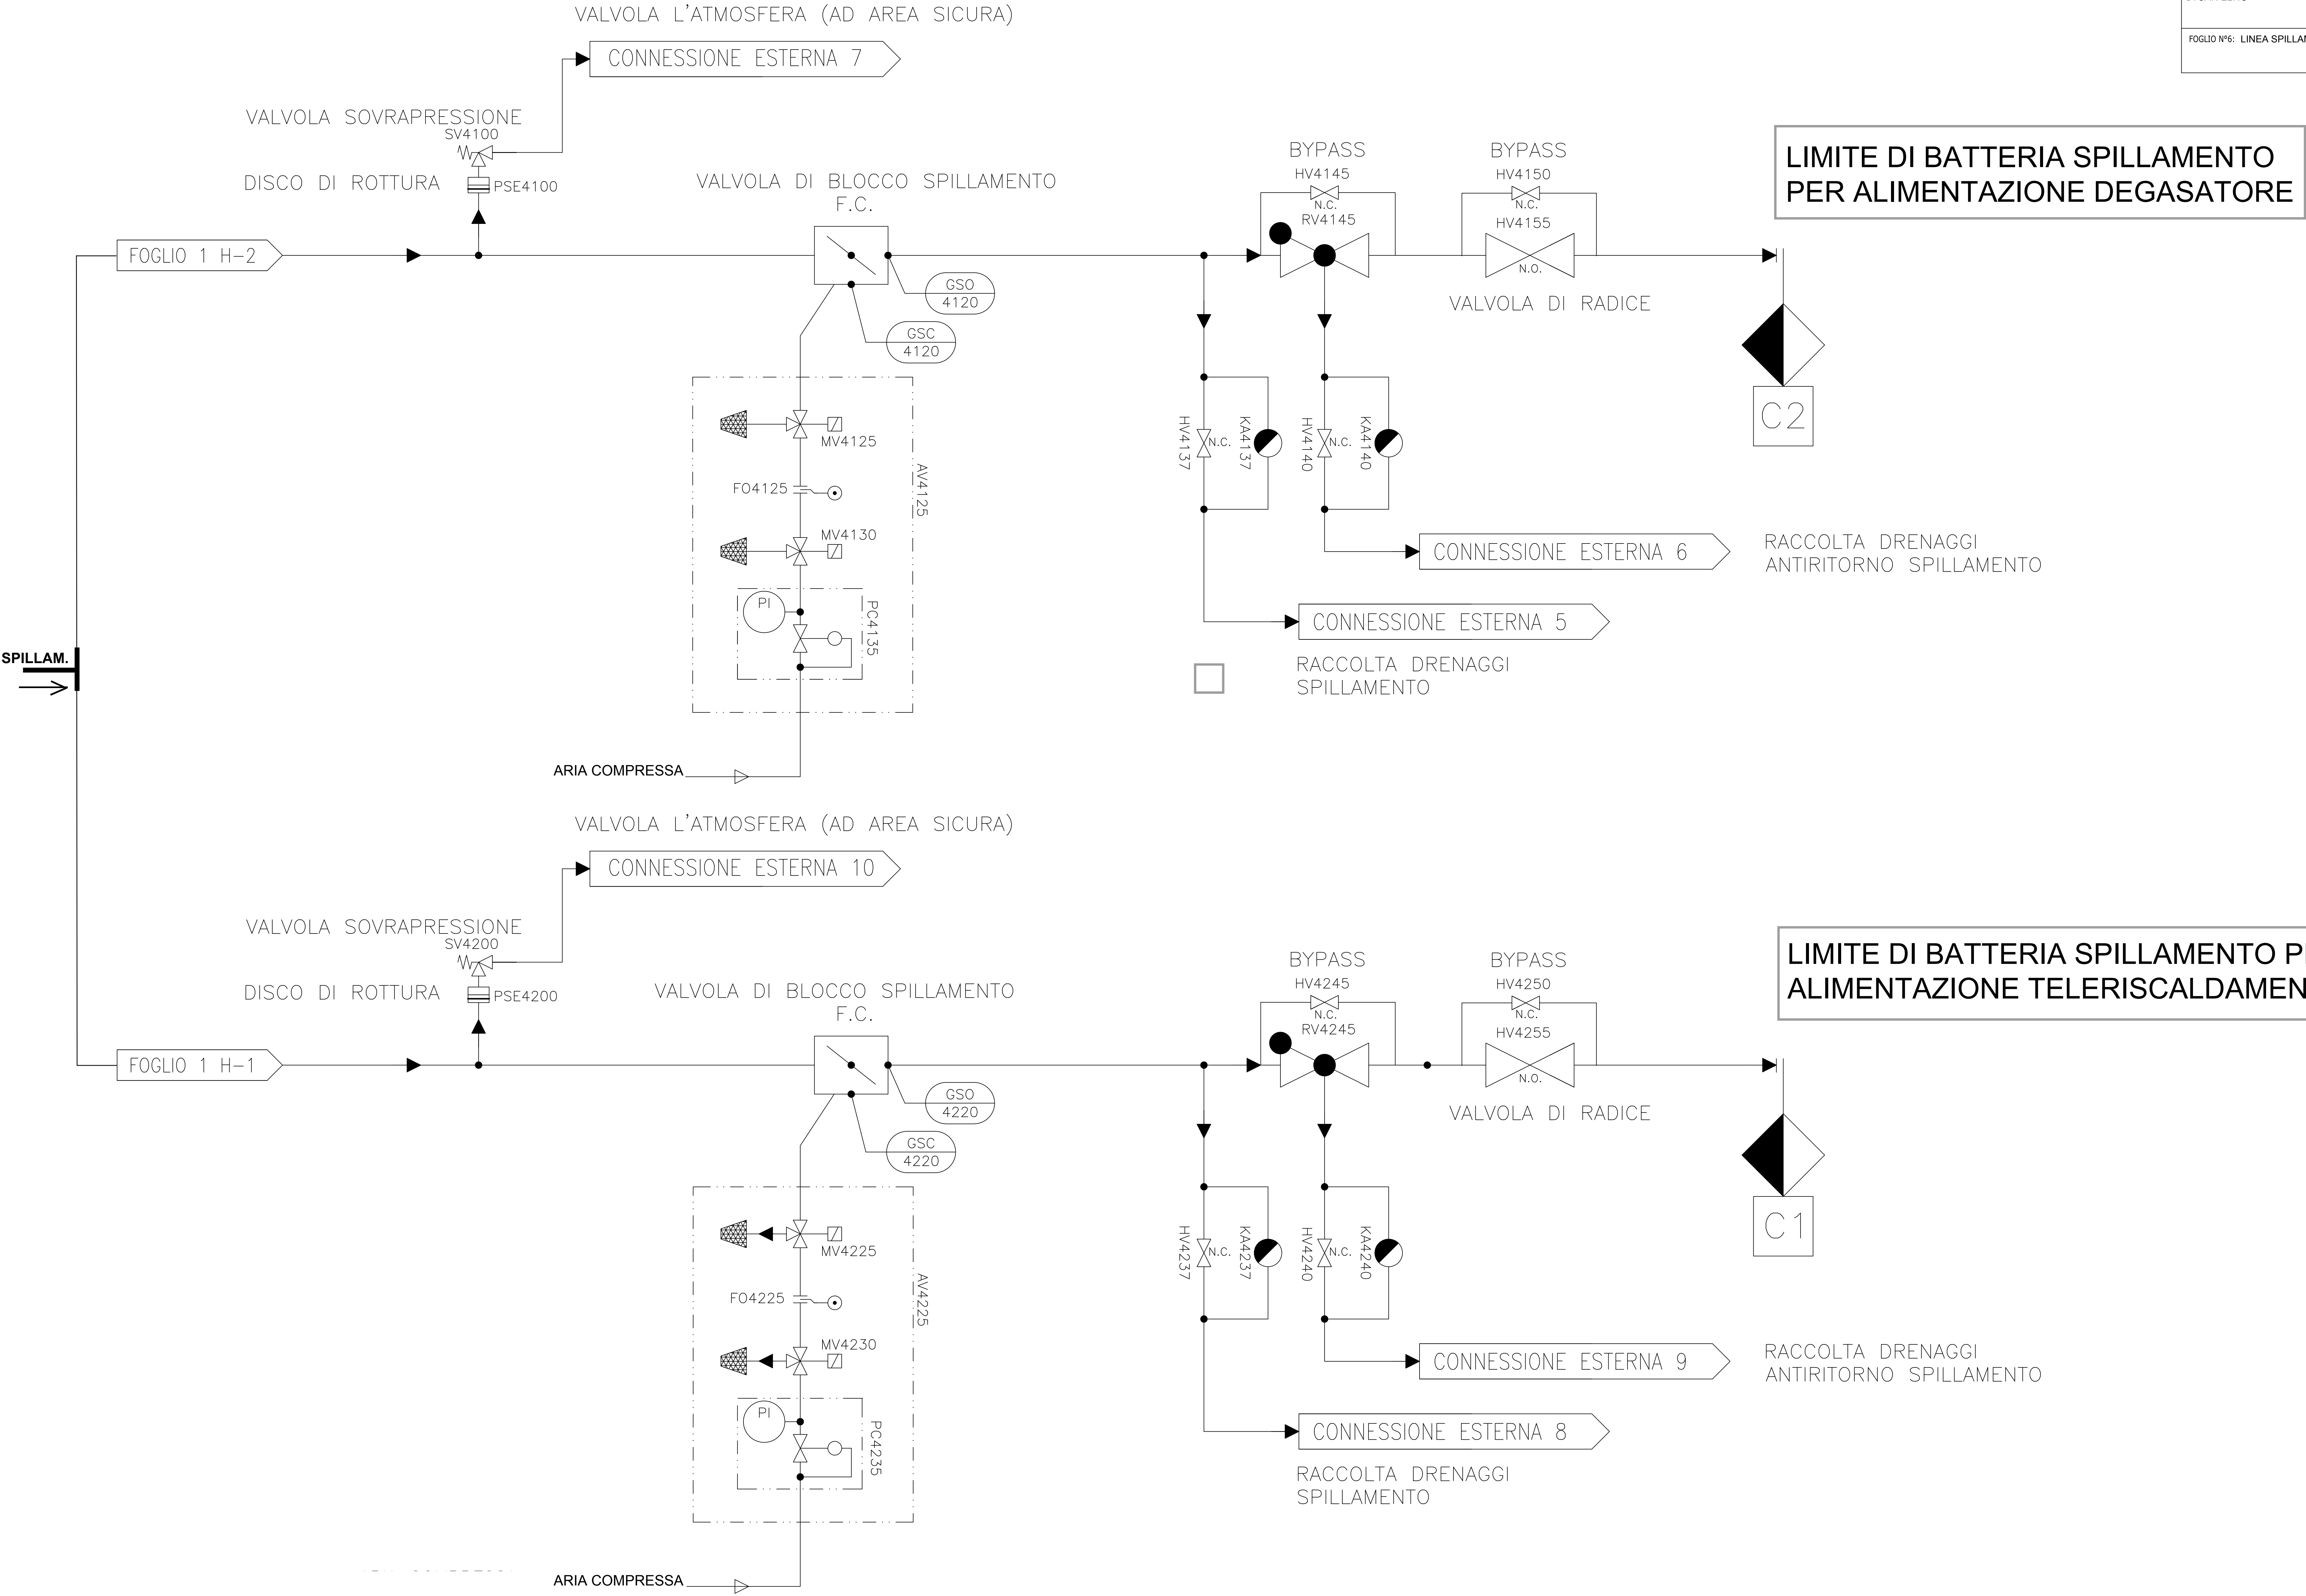 FOGLIO N°6: LINEA SPILLAM
VALVOLA L'ATMOSFERA (AD AREA SICURA)
CONNESSIONE ESTERNA 7
VALVOLA SOVRAPRESSIONE
SV4100
DISCO DI ROTTURA
PSE4100
VALVOLA DI BLOCCO SPILLAMENTO
F.C.
BYPASS
HV4145
N.C.
RV4145
BYPASS
HV4150
N.C.
HV4155
N.O.
VALVOLA DI RADICE
LIMITE DI BATTERIA SPILLAMENTO
PER ALIMENTAZIONE DEGASATORE
FOGLIO 1 H-2
GSO
4120
GSC
4120
C2
MV4125
FO4125
AV4125
MV4130
PI
PC4135
HV4137
N.C.
KA4137
HV4140
N.C.
KA4140
CONNESSIONE ESTERNA 6
RACCOLTA DRENAGGI
ANTIRITORNO SPILLAMENTO
CONNESSIONE ESTERNA 5
RACCOLTA DRENAGGI
SPILLAMENTO
SPILLAM.
ARIA COMPRESSA
VALVOLA L'ATMOSFERA (AD AREA SICURA)
CONNESSIONE ESTERNA 10
VALVOLA SOVRAPRESSIONE
SV4200
DISCO DI ROTTURA
PSE4200
VALVOLA DI BLOCCO SPILLAMENTO
F.C.
BYPASS
HV4245
N.C.
RV4245
BYPASS
HV4250
N.C.
HV4255
N.O.
VALVOLA DI RADICE
LIMITE DI BATTERIA SPILLAMENTO P
ALIMENTAZIONE TELERISCALDAMEN
FOGLIO 1 H-1
GSO
4220
GSC
4220
C1
MV4225
FO4225
AV4225
MV4230
PI
PC4235
HV4237
N.C.
KA4237
HV4240
N.C.
KA4240
CONNESSIONE ESTERNA 9
RACCOLTA DRENAGGI
ANTIRITORNO SPILLAMENTO
CONNESSIONE ESTERNA 8
RACCOLTA DRENAGGI
SPILLAMENTO
ARIA COMPRESSA